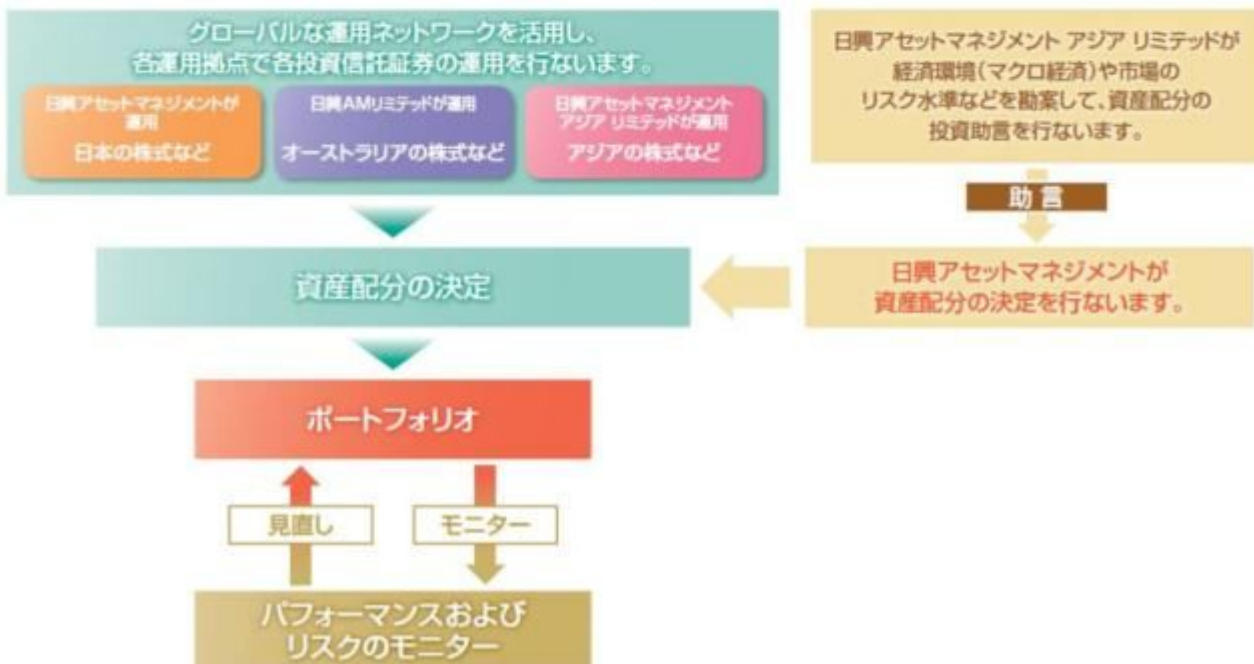 グローバルな運用ネットワークを活用し、
各運用拠点で各投資信託証券の運用を行ないます。
日興アセットマネジメントが
運用
日本の株式など
日興AMリミテッドが運用
オーストラリアの株式など
日興アセットマネジメント
アジア リミテッドが運用
アジアの株式など
日興アセットマネジメント アジア リミテッドが
経済環境(マクロ経済)や市場の
リスク水準などを勘案して、資産配分の
投資助言を行ないます。
助言
資産配分の決定
日興アセットマネジメントが
資産配分の決定を行ないます。
ポートフォリオ
見直し
モニター
パフォーマンスおよび
リスクのモニター